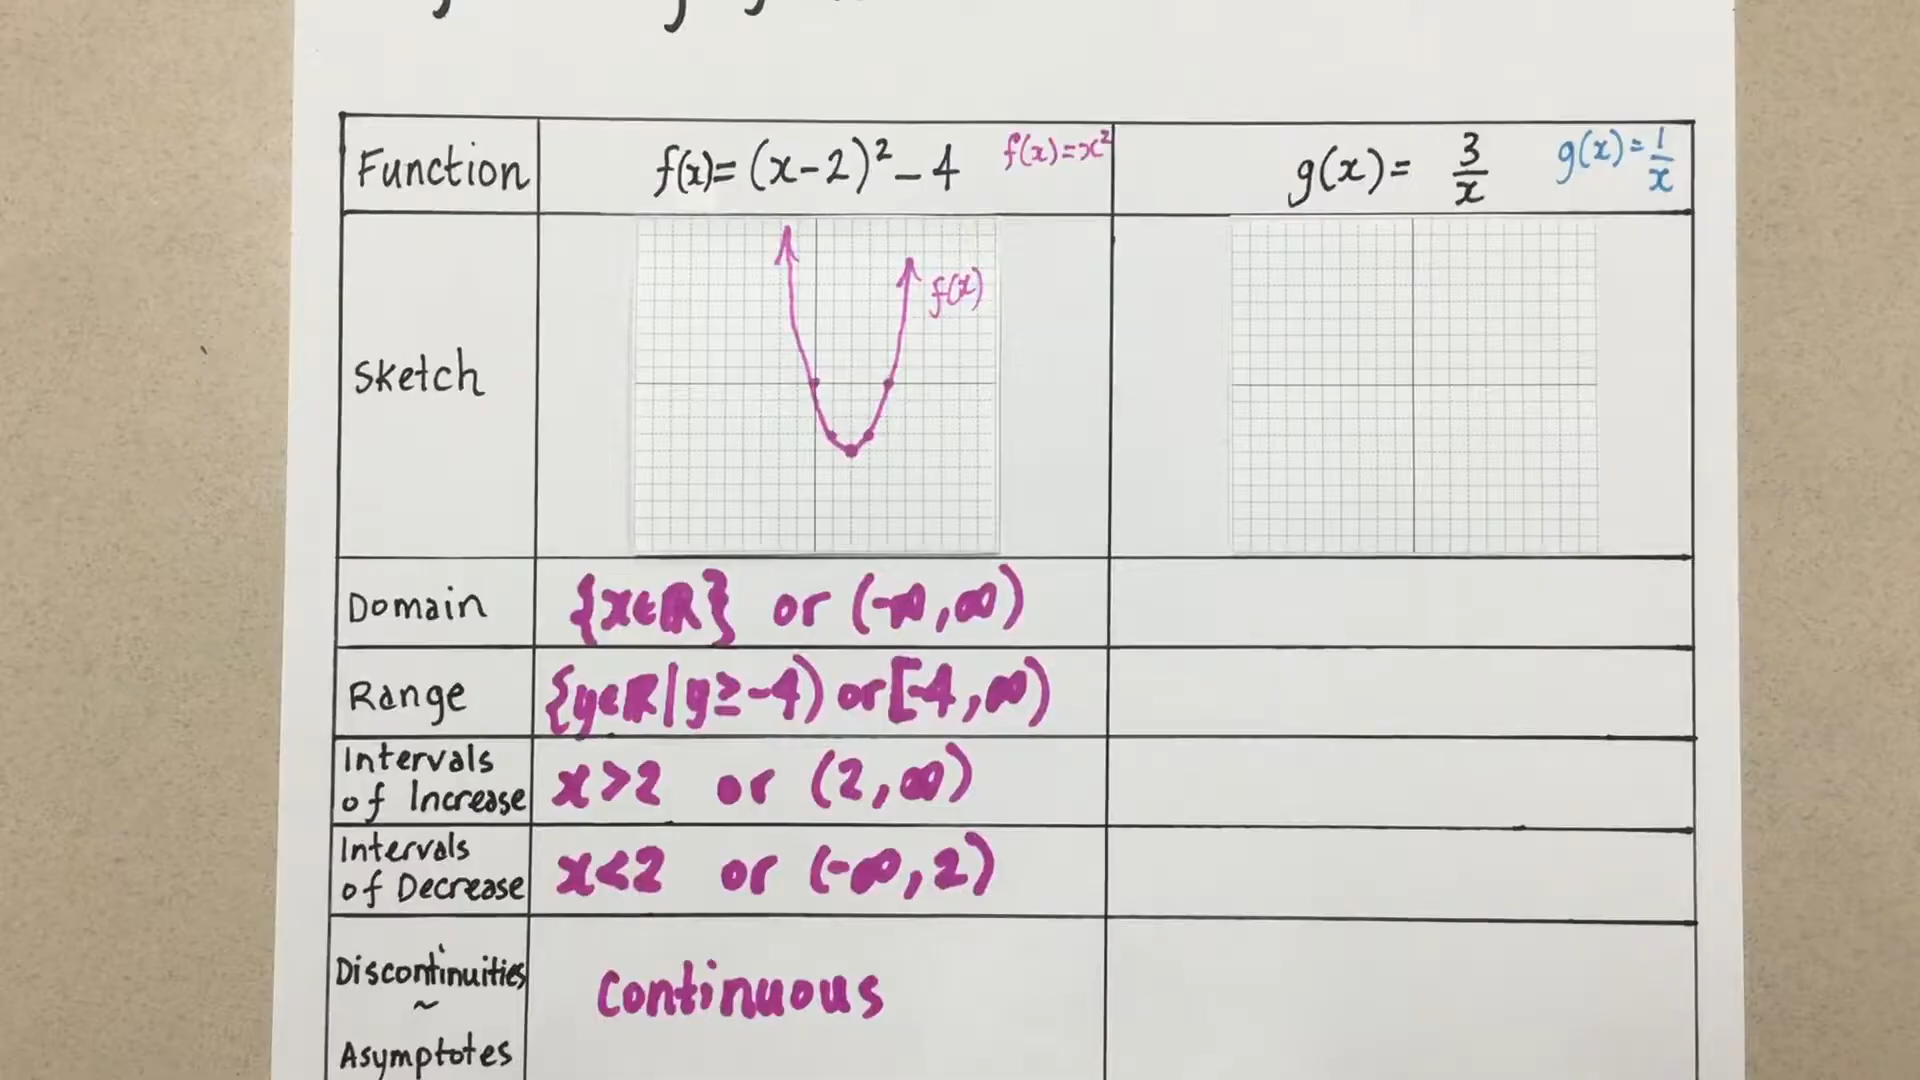 Function
f(x)= (x-2)² - 4
f(x)=x²
g(x)= 3/x
g(x)=1/x
Sketch
f(x)
Domain
{x∈ℝ} or (-∞,∞)
Range
{y∈ℝ|y≥-4) or [-4,∞)
Intervals
of Increase
x>2 or (2,∞)
Intervals
of Decrease
x<2 or (-∞,2)
Discontinuities
~
Asymptotes
Continuous